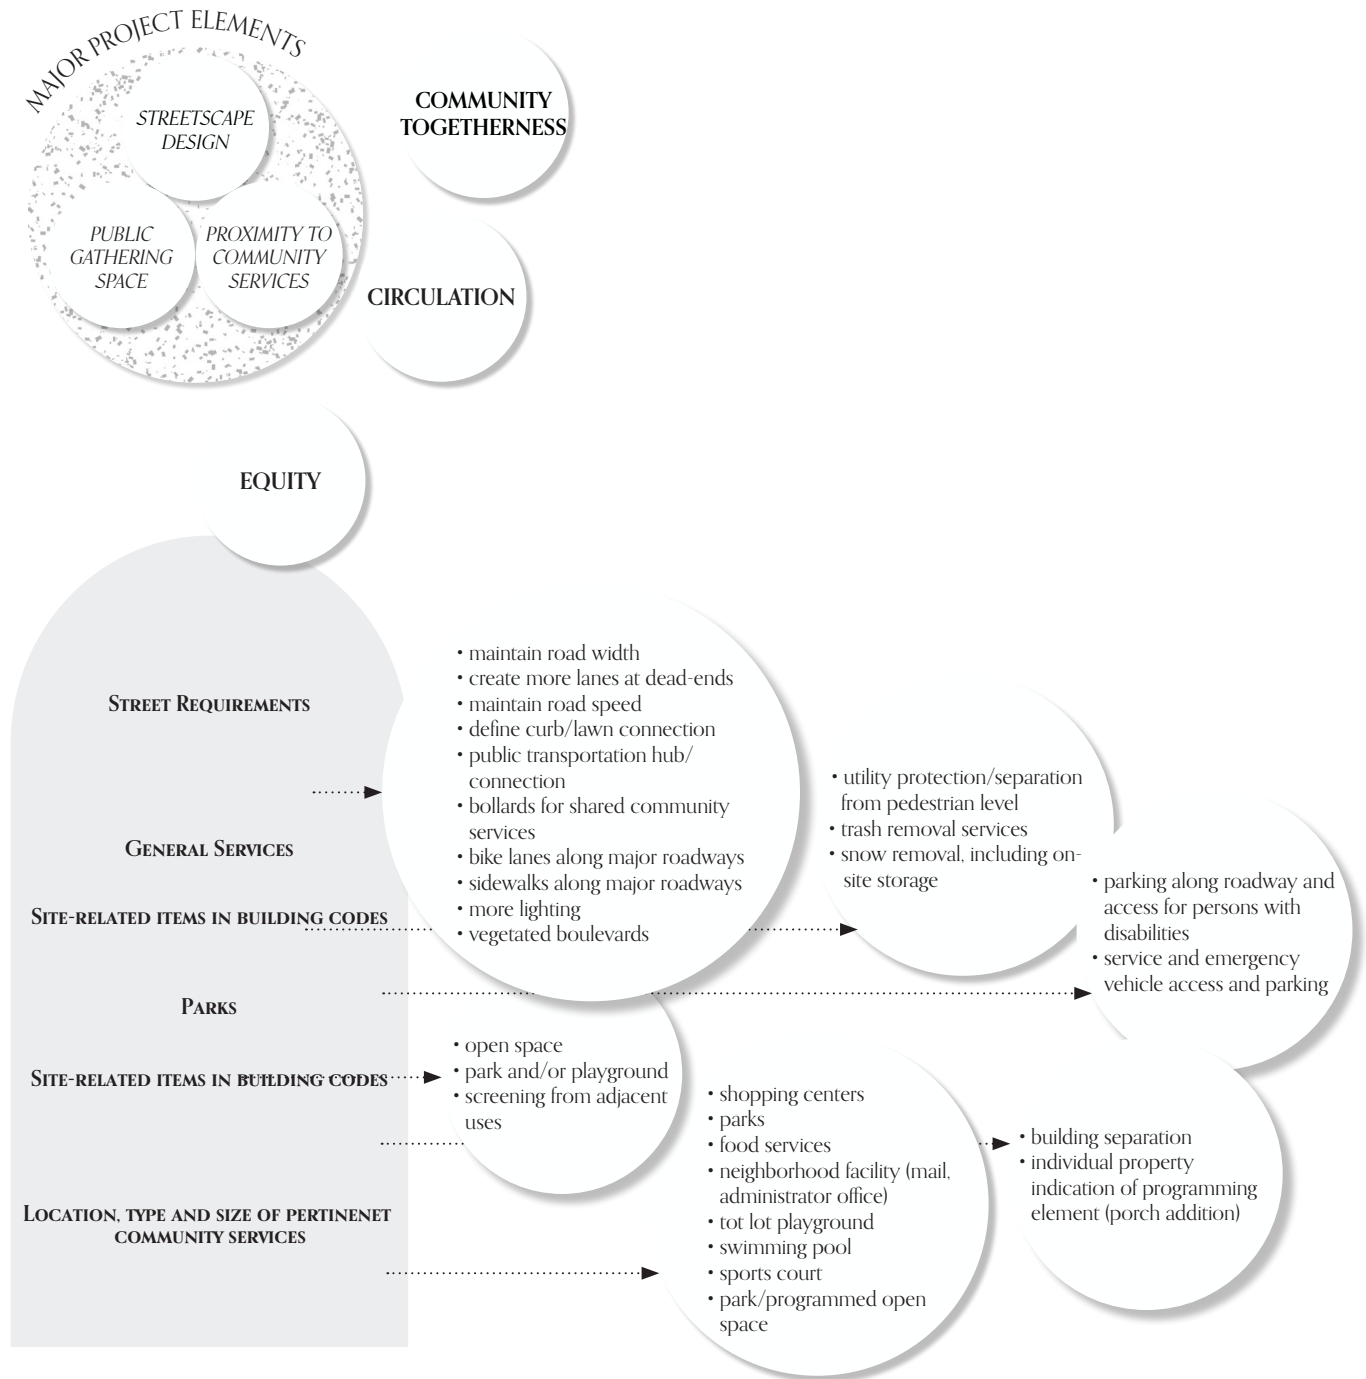 MAJOR PROJECT ELEMENTS
STREETSCAPE
DESIGN
PUBLIC
GATHERING
SPACE
PROXIMITY TO
COMMUNITY
SERVICES
COMMUNITY
TOGETHERNESS
CIRCULATION
EQUITY
STREET REQUIREMENTS
GENERAL SERVICES
SITE-RELATED ITEMS IN BUILDING CODES
PARKS
SITE-RELATED ITEMS IN BUILDING CODES
LOCATION, TYPE AND SIZE OF PERTINENET
COMMUNITY SERVICES
• maintain road width
• create more lanes at dead-ends
• maintain road speed
• define curb/lawn connection
• public transportation hub/
connection
• bollards for shared community
services
• bike lanes along major roadways
• sidewalks along major roadways
• more lighting
• vegetated boulevards
• utility protection/separation
from pedestrian level
• trash removal services
• snow removal, including on-
site storage
• parking along roadway and
access for persons with
disabilities
• service and emergency
vehicle access and parking
• open space
• park and/or playground
• screening from adjacent
uses
• shopping centers
• parks
• food services
• neighborhood facility (mail,
administrator office)
• tot lot playground
• swimming pool
• sports court
• park/programmed open
space
• building separation
• individual property
indication of programming
element (porch addition)